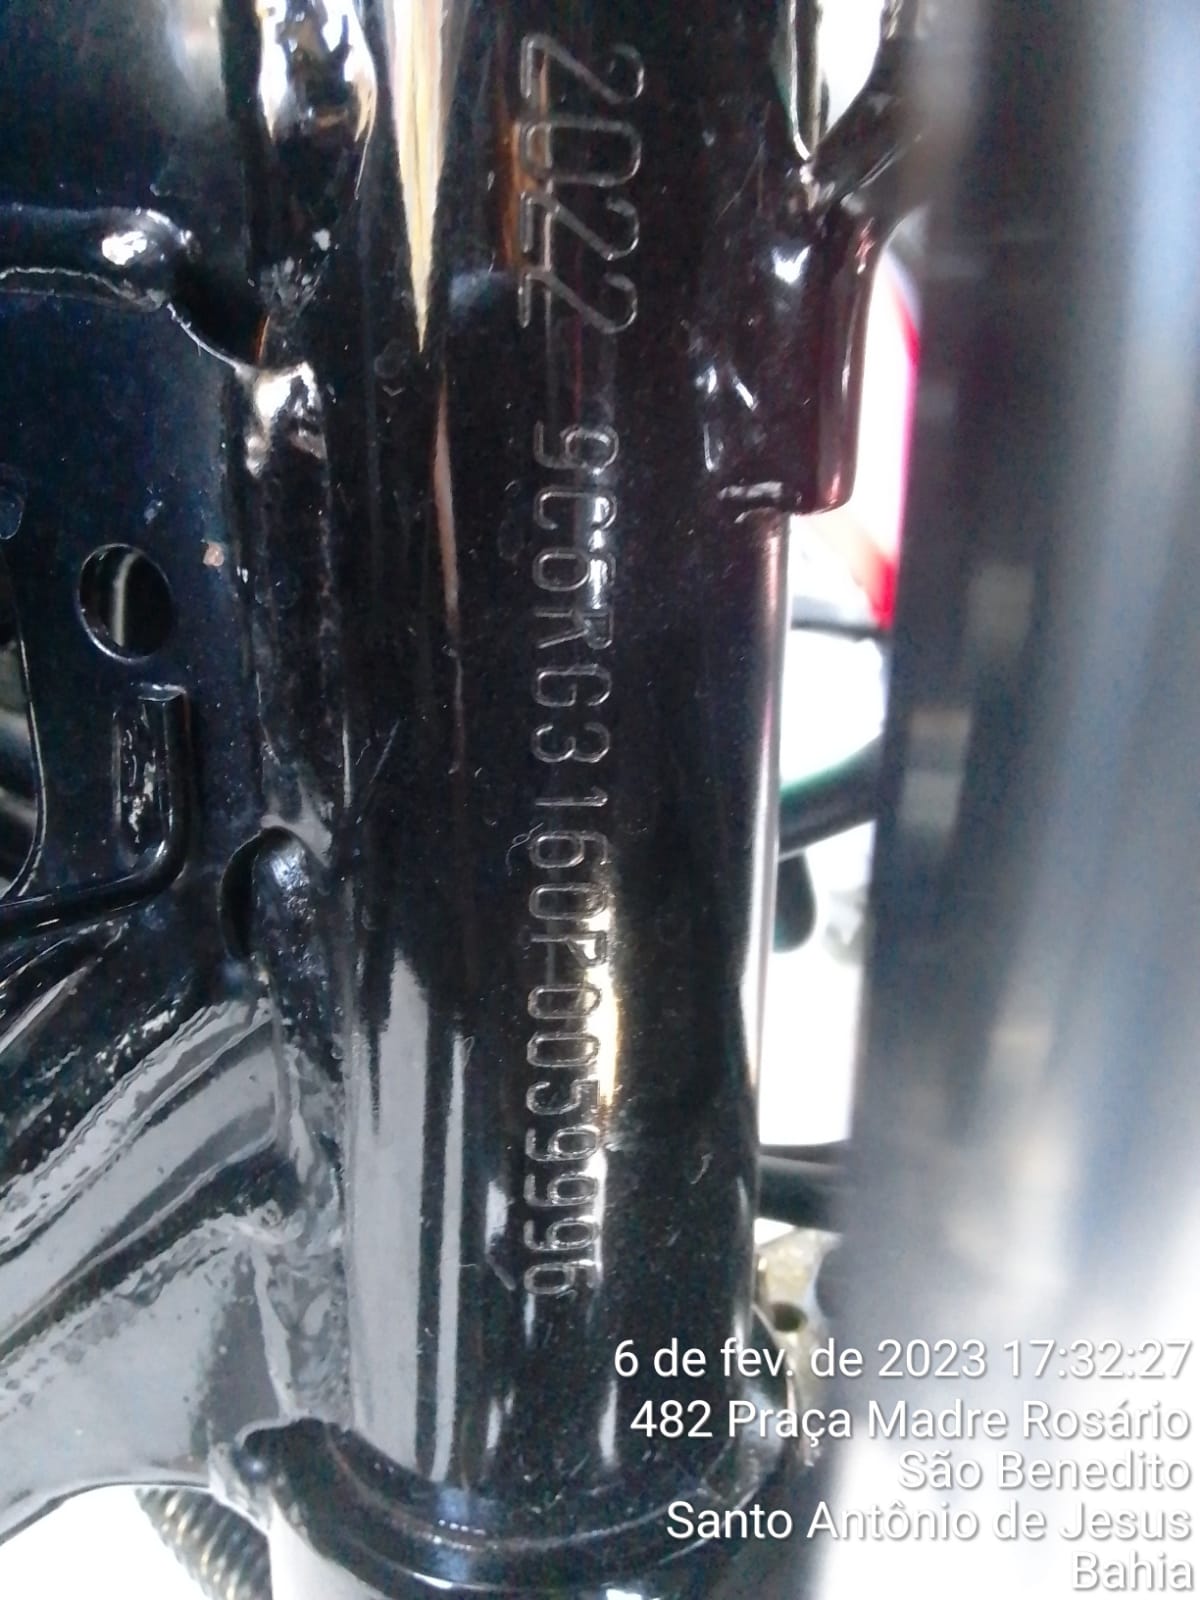 2022 9C6RG3160P0059996
6 de fev. de 2023 17:32:27
482 Praça Madre Rosário
São Benedito
Santo Antônio de Jesus
Bahia